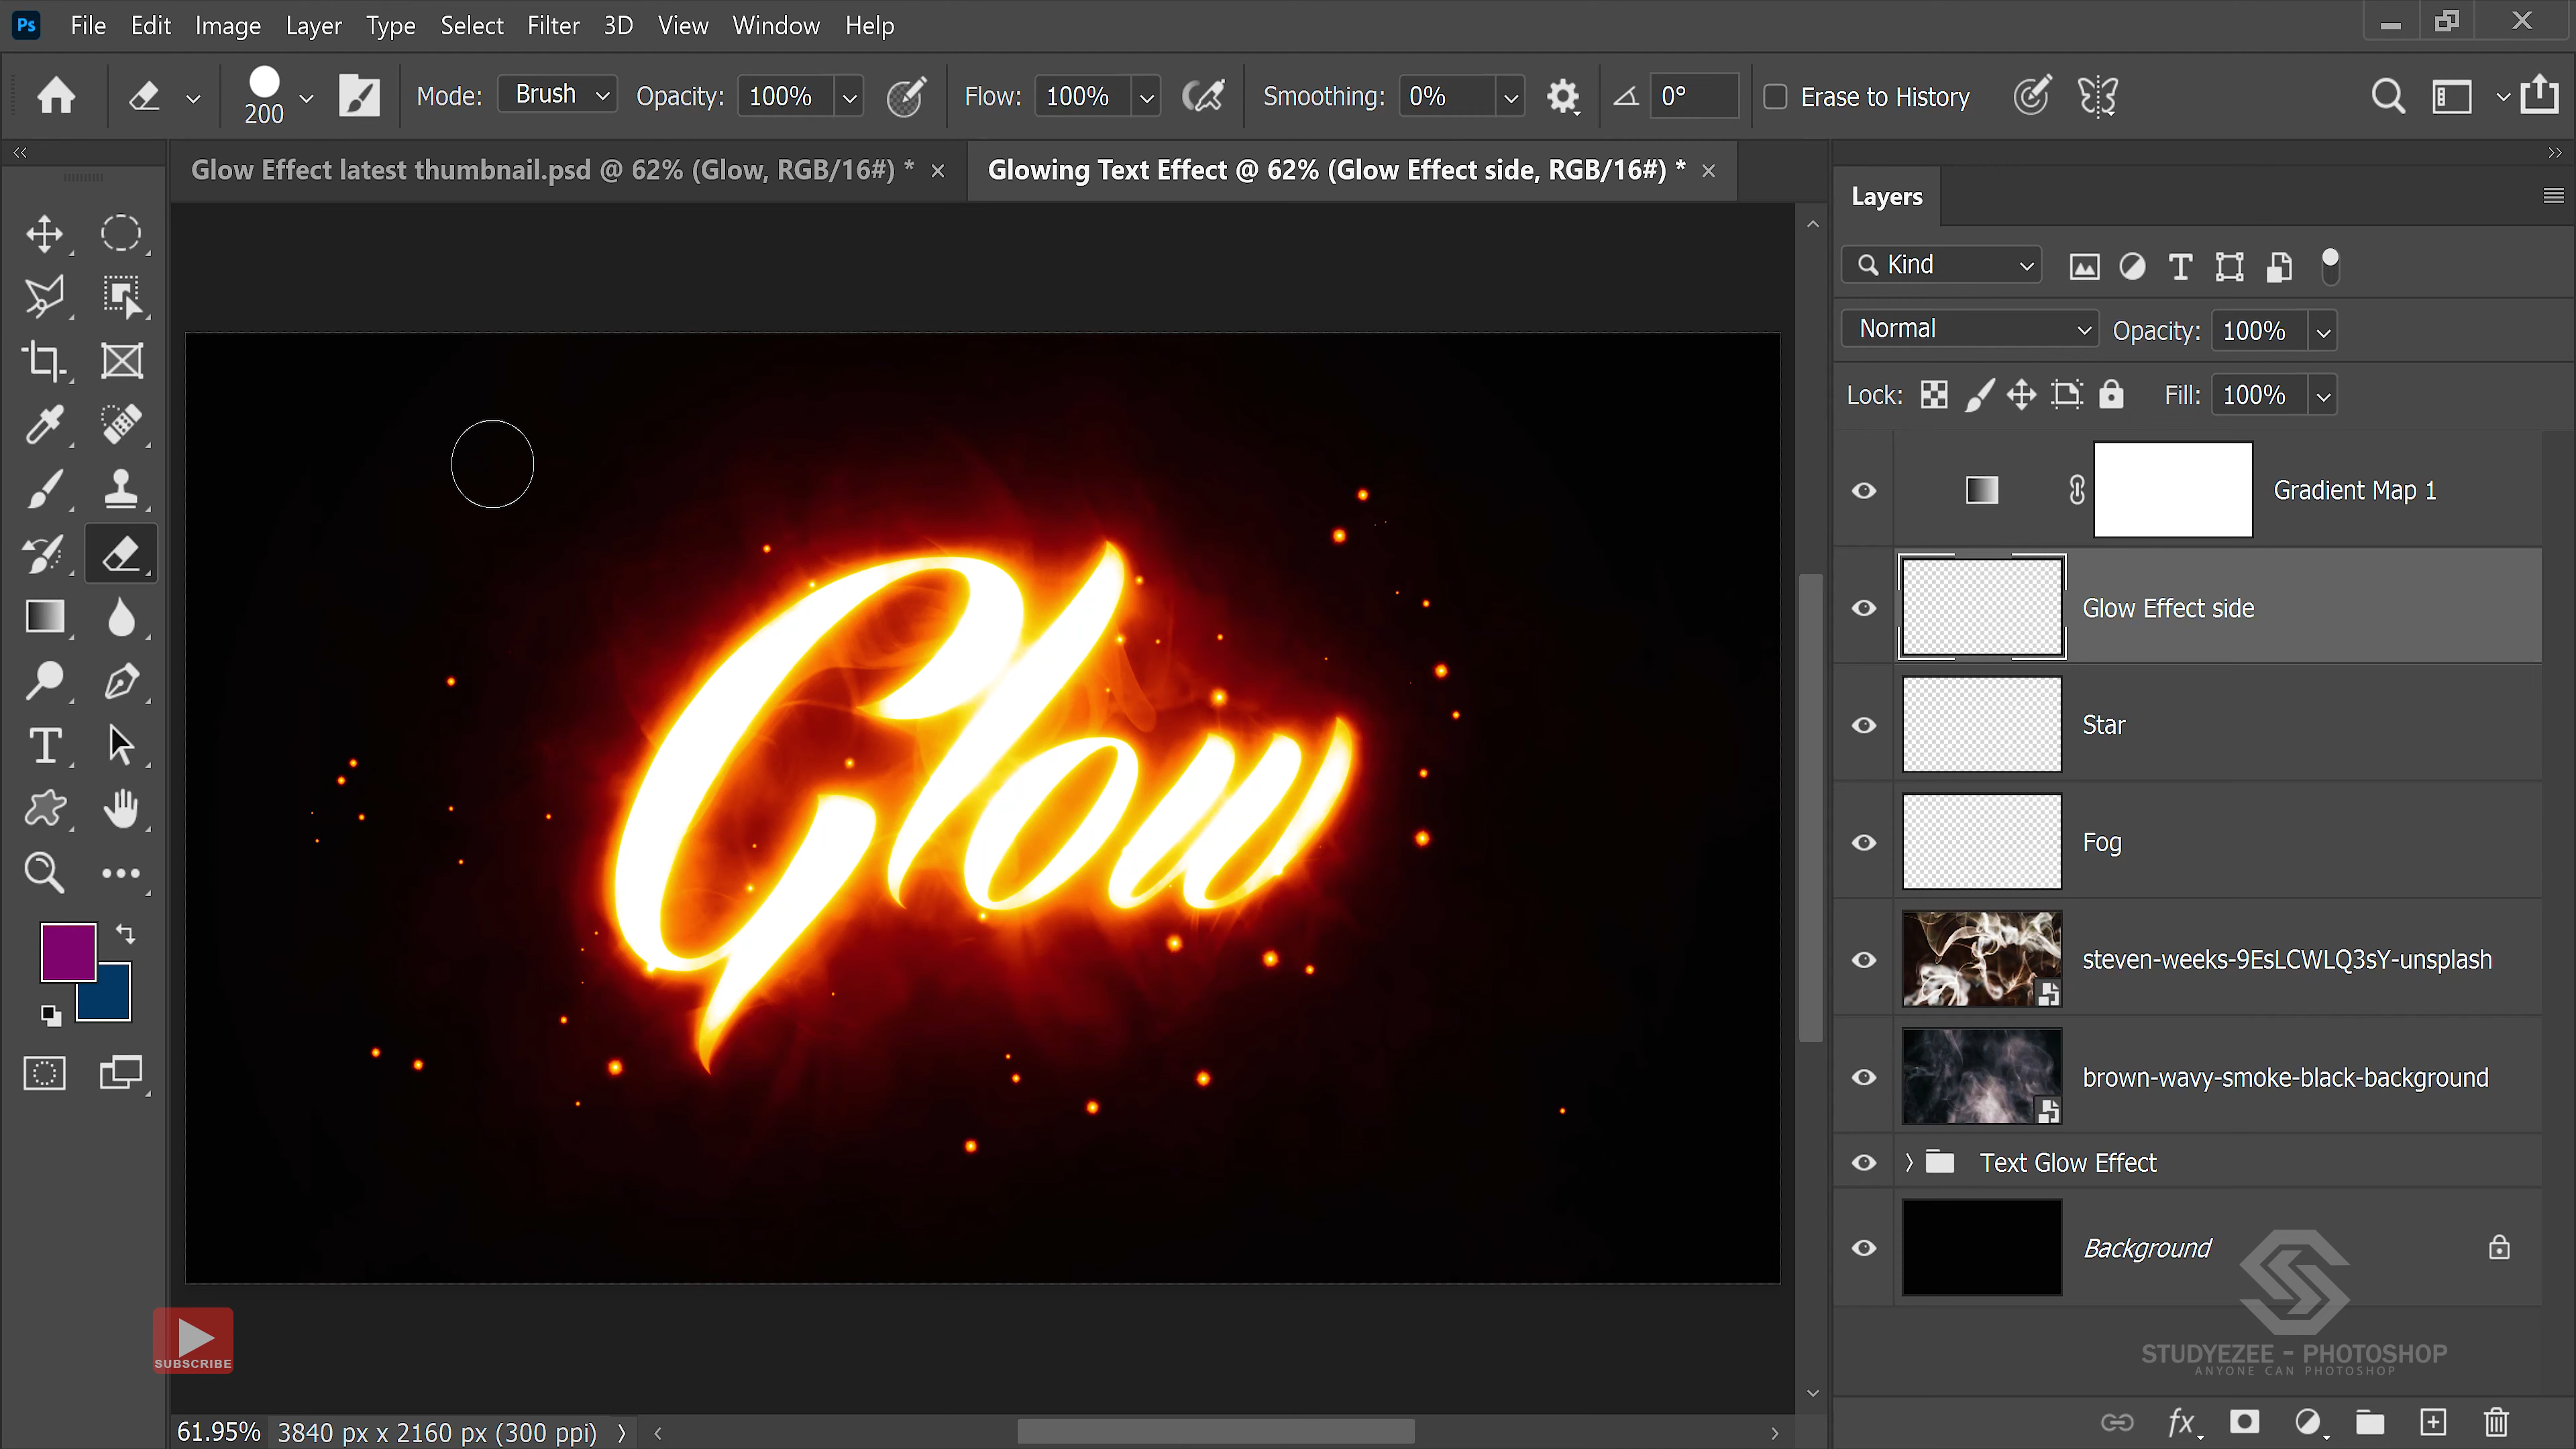 Ps File Edit Image Layer Type Select Filter 3D View Window Help
200 Mode: Brush Opacity: 100% Flow: 100% Smoothing: 0% 0° Erase to History
Glow Effect latest thumbnail.psd @ 62% (Glow, RGB/16#) * × Glowing Text Effect @ 62% (Glow Effect side, RGB/16#) * ×
Layers
Kind
Normal Opacity: 100%
Lock: Fill: 100%
Gradient Map 1
Glow Effect side
Star
Fog
steven-weeks-9EsLCWLQ3sY-unsplash
brown-wavy-smoke-black-background
Text Glow Effect
Background
Glow
SUBSCRIBE
STUDYEZEE - PHOTOSHOP
ANYONE CAN PHOTOSHOP
61.95% 3840 px x 2160 px (300 ppi)
fx